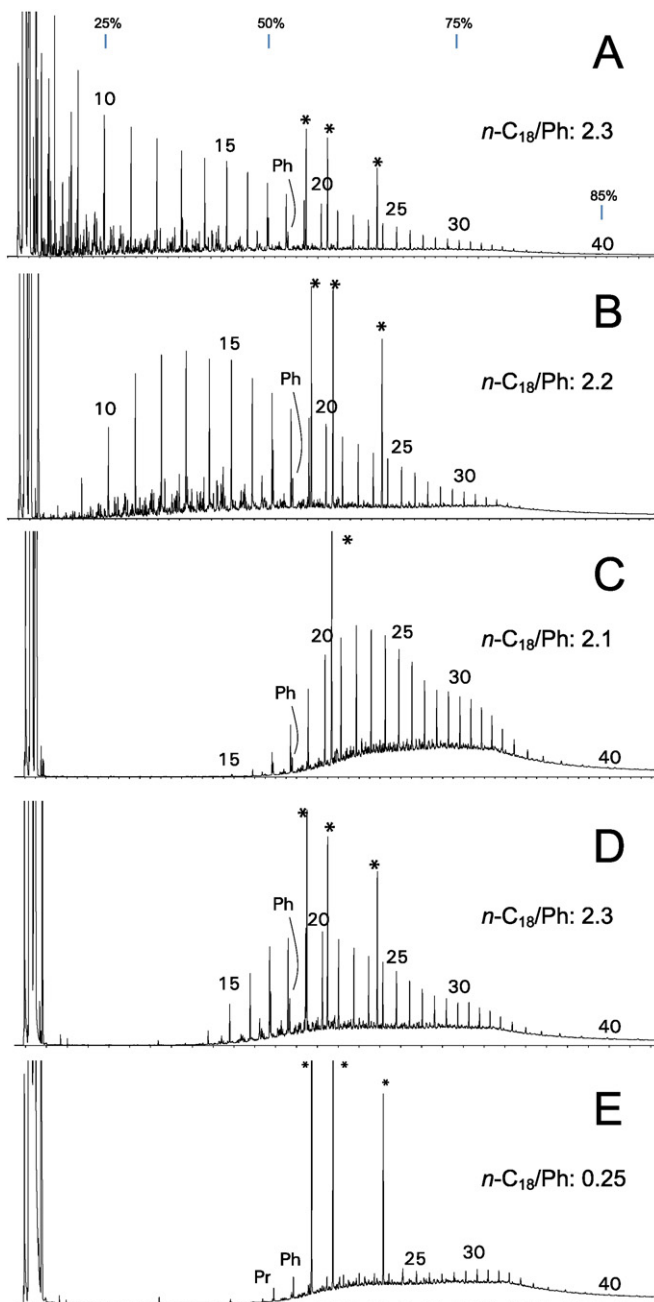 25% 50% 75%
A
10
n-C₁₈/Ph: 2.3
* * *
15
Ph
20
85%
25
30
40
B
* * *
15
n-C₁₈/Ph: 2.2
Ph
20
10
25
30
C
*
n-C₁₈/Ph: 2.1
20 25
30
Ph
15 40
D
* * *
n-C₁₈/Ph: 2.3
Ph
20
15
25
30
40
E
* * *
n-C₁₈/Ph: 0.25
Ph
Pr
25 30
40